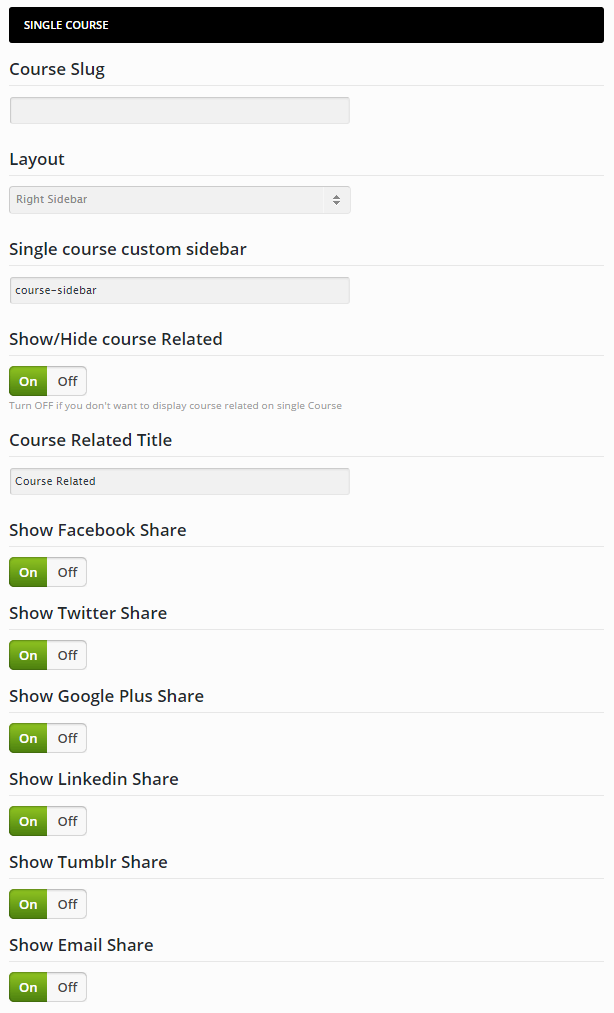 SINGLE COURSE
Course Slug
Layout
Right Sidebar
Single course custom sidebar
course-sidebar
Show/Hide course Related
On Off
Turn OFF if you don't want to display course related on single Course
Course Related Title
Course Related
Show Facebook Share
On Off
Show Twitter Share
On Off
Show Google Plus Share
On Off
Show Linkedin Share
On Off
Show Tumblr Share
On Off
Show Email Share
On Off